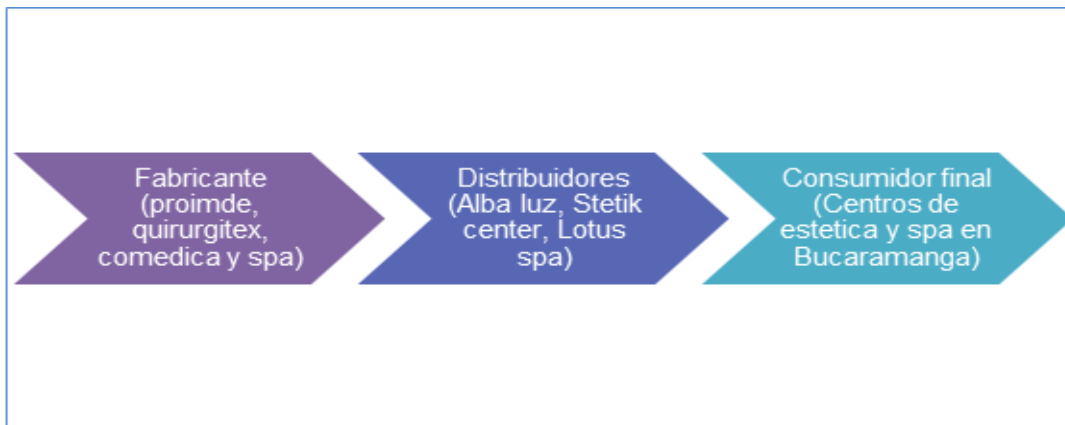 Fabricante
(proimde,
quirurgitex,
comedica y spa)
Distribuidores
(Alba luz, Stetik
center, Lotus
spa)
Consumidor final
(Centros de
estetica y spa en
Bucaramanga)